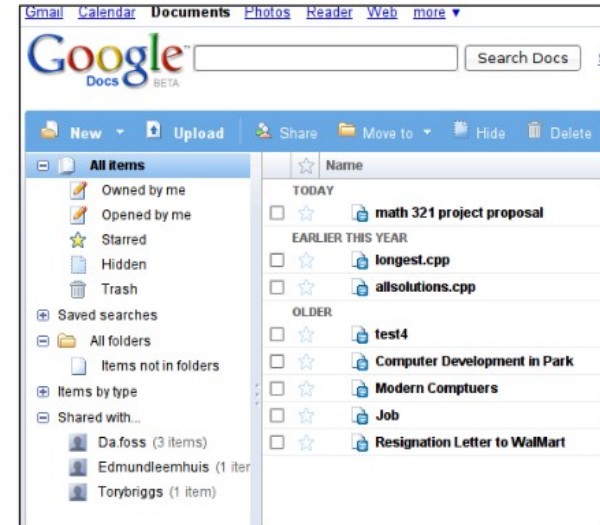 Gmail Calendar Documents Photos Reader Web more ▼
Google Docs BETA
Search Docs
New Upload Share Move to Hide Delete
All items
Owned by me
Opened by me
Starred
Hidden
Trash
Saved searches
All folders
Items not in folders
Items by type
Shared with...
Da.foss (3 items)
Edmundleemhuis (1 iter
Torybriggs (1 item)
Name
TODAY
math 321 project proposal
EARLIER THIS YEAR
longest.cpp
allsolutions.cpp
OLDER
test4
Computer Development in Park
Modern Comptuers
Job
Resignation Letter to WalMart